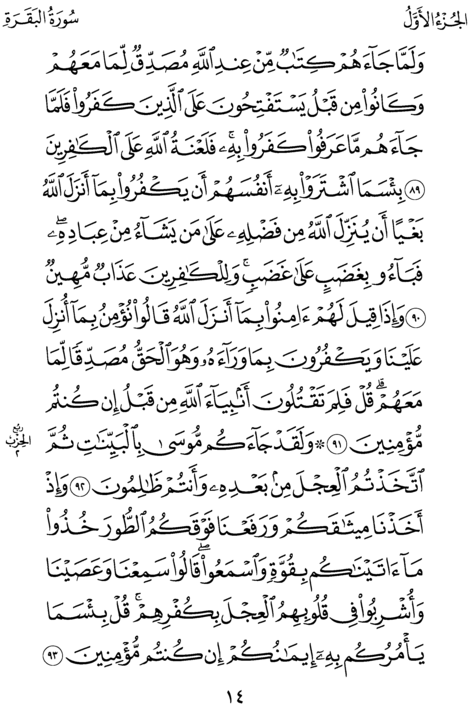 الجُزْءُ الأَوَّلُ سُورَةُ البَقَرَةِ
وَلَمَّا جَآءَهُمْ كِتَٰبٌ مِّنْ عِندِ ٱللَّهِ مُصَدِّقٌ لِّمَا مَعَهُمْ
وَكَانُوا۟ مِن قَبْلُ يَسْتَفْتِحُونَ عَلَى ٱلَّذِينَ كَفَرُوا۟ فَلَمَّا
جَآءَهُم مَّا عَرَفُوا۟ كَفَرُوا۟ بِهِۦ ۚ فَلَعْنَةُ ٱللَّهِ عَلَى ٱلْكَٰفِرِينَ
٨٩ بِئْسَمَا ٱشْتَرَوْا۟ بِهِۦٓ أَنفُسَهُمْ أَن يَكْفُرُوا۟ بِمَآ أَنزَلَ ٱللَّهُ
بَغْيًا أَن يُنَزِّلَ ٱللَّهُ مِن فَضْلِهِۦ عَلَىٰ مَن يَشَآءُ مِنْ عِبَادِهِۦ ۖ
فَبَآءُو بِغَضَبٍ عَلَىٰ غَضَبٍ ۚ وَلِلْكَٰفِرِينَ عَذَابٌ مُّهِينٌ
٩٠ وَإِذَا قِيلَ لَهُمْ ءَامِنُوا۟ بِمَآ أَنزَلَ ٱللَّهُ قَالُوا۟ نُؤْمِنُ بِمَآ أُنزِلَ
عَلَيْنَا وَيَكْفُرُونَ بِمَا وَرَآءَهُۥ وَهُوَ ٱلْحَقُّ مُصَدِّقًا لِّمَا
مَعَهُمْ ۗ قُلْ فَلِمَ تَقْتُلُونَ أَنۢبِيَآءَ ٱللَّهِ مِن قَبْلُ إِن كُنتُم
مُّؤْمِنِينَ ٩١ ۞ وَلَقَدْ جَآءَكُم مُّوسَىٰ بِٱلْبَيِّنَٰتِ ثُمَّ
ربع الحزب ٢
ٱتَّخَذْتُمُ ٱلْعِجْلَ مِنۢ بَعْدِهِۦ وَأَنتُمْ ظَٰلِمُونَ ٩٢ وَإِذْ
أَخَذْنَا مِيثَٰقَكُمْ وَرَفَعْنَا فَوْقَكُمُ ٱلطُّورَ خُذُوا۟
مَآ ءَاتَيْنَٰكُم بِقُوَّةٍ وَٱسْمَعُوا۟ ۖ قَالُوا۟ سَمِعْنَا وَعَصَيْنَا
وَأُشْرِبُوا۟ فِى قُلُوبِهِمُ ٱلْعِجْلَ بِكُفْرِهِمْ ۚ قُلْ بِئْسَمَا
يَأْمُرُكُم بِهِۦٓ إِيمَٰنُكُمْ إِن كُنتُم مُّؤْمِنِينَ ٩٣
١٤